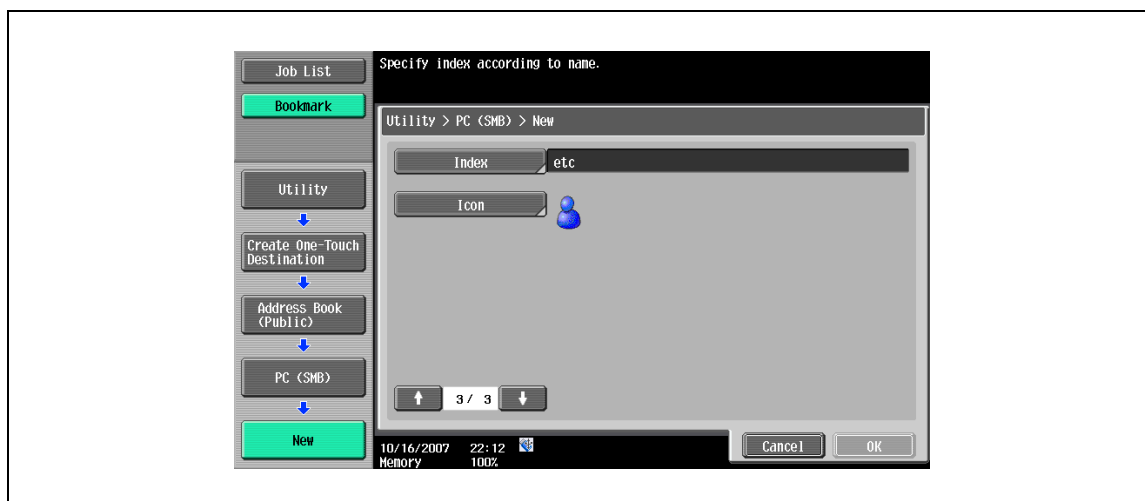 Job List
Bookmark
Utility
Create One-Touch
Destination
Address Book
(Public)
PC (SMB)
New
Specify index according to name.
Utility > PC (SMB) > New
Index
etc
Icon
3/ 3
10/16/2007 22:12
Memory 100%
Cancel
OK